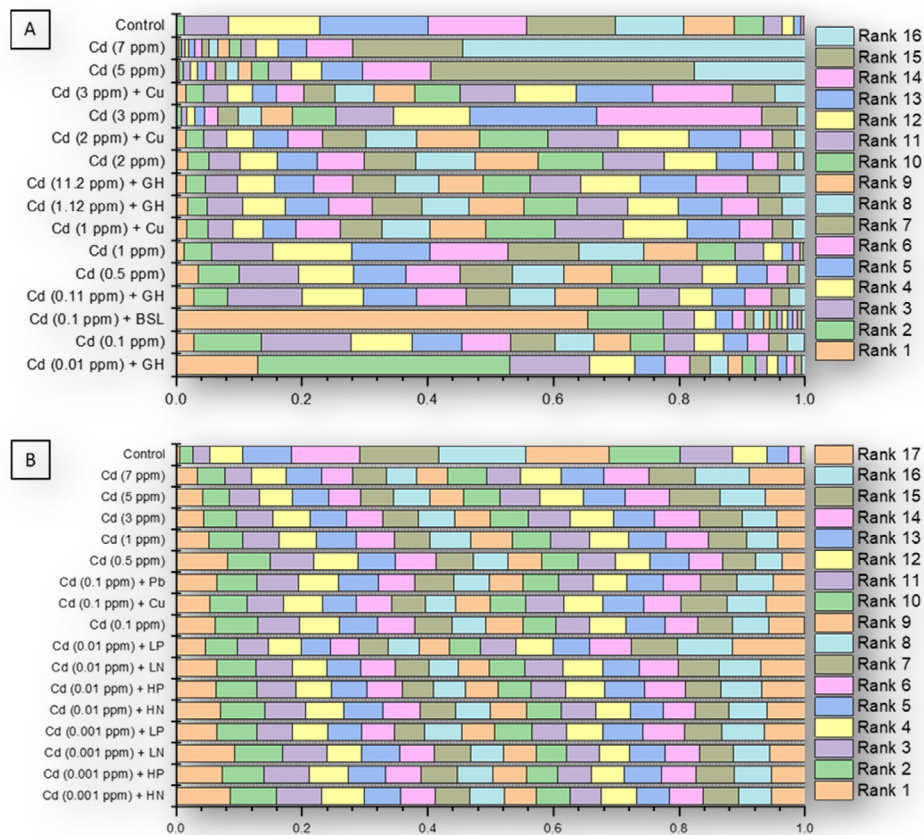 A
Control
Cd (7 ppm)
Cd (5 ppm)
Cd (3 ppm) + Cu
Cd (3 ppm)
Cd (2 ppm) + Cu
Cd (2 ppm)
Cd (11.2 ppm) + GH
Cd (1.12 ppm) + GH
Cd (1 ppm) + Cu
Cd (1 ppm)
Cd (0.5 ppm)
Cd (0.11 ppm) + GH
Cd (0.1 ppm) + BSL
Cd (0.1 ppm)
Cd (0.01 ppm) + GH
0.0 0.2 0.4 0.6 0.8 1.0
Rank 16
Rank 15
Rank 14
Rank 13
Rank 12
Rank 11
Rank 10
Rank 9
Rank 8
Rank 7
Rank 6
Rank 5
Rank 4
Rank 3
Rank 2
Rank 1
B
Control
Cd (7 ppm)
Cd (5 ppm)
Cd (3 ppm)
Cd (1 ppm)
Cd (0.5 ppm)
Cd (0.1 ppm) + Pb
Cd (0.1 ppm) + Cu
Cd (0.1 ppm)
Cd (0.01 ppm) + LP
Cd (0.01 ppm) + LN
Cd (0.01 ppm) + HP
Cd (0.01 ppm) + HN
Cd (0.001 ppm) + LP
Cd (0.001 ppm) + LN
Cd (0.001 ppm) + HP
Cd (0.001 ppm) + HN
0.0 0.2 0.4 0.6 0.8 1.0
Rank 17
Rank 16
Rank 15
Rank 14
Rank 13
Rank 12
Rank 11
Rank 10
Rank 9
Rank 8
Rank 7
Rank 6
Rank 5
Rank 4
Rank 3
Rank 2
Rank 1